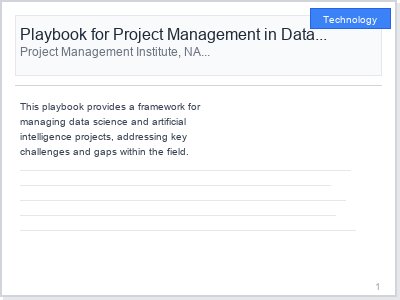 Technology
Playbook for Project Management in Data...
Project Management Institute, NA...
This playbook provides a framework for
managing data science and artificial
intelligence projects, addressing key
challenges and gaps within the field.
1